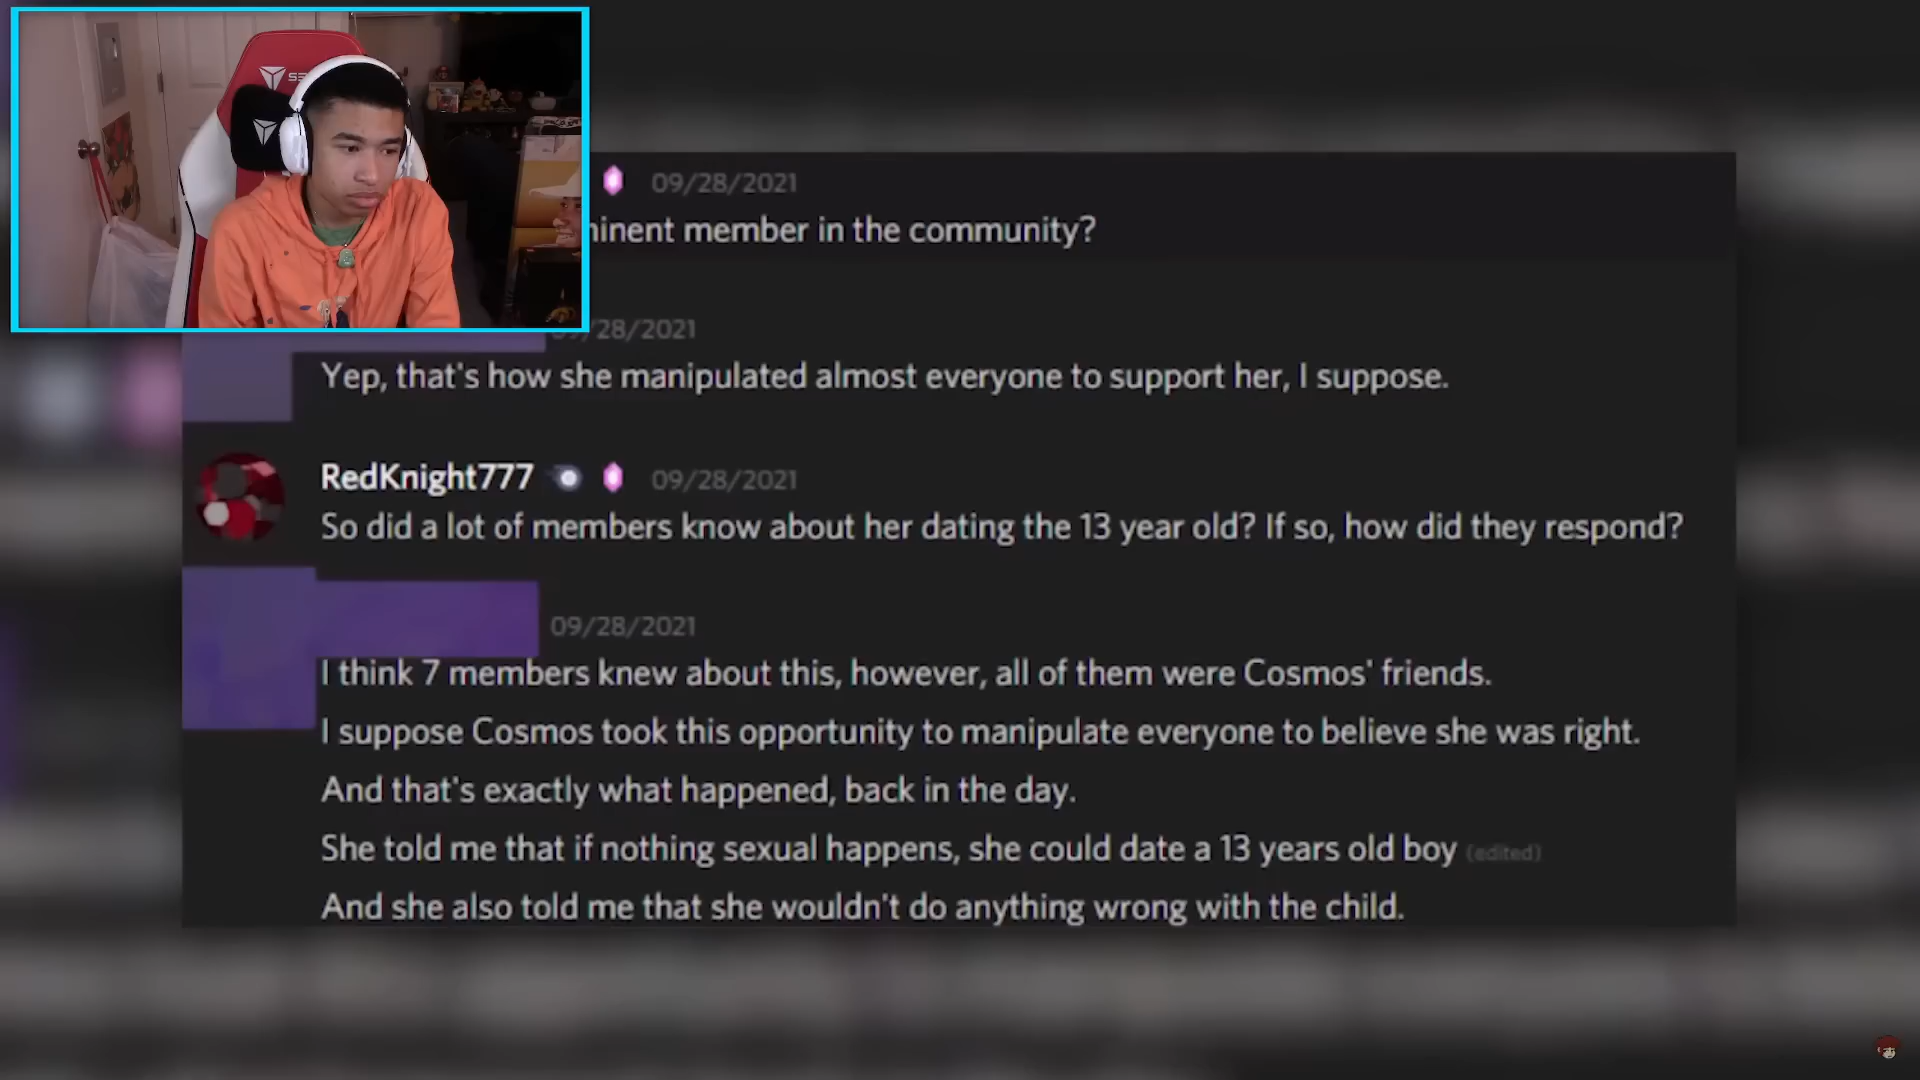 09/28/2021
minent member in the community?
/28/2021
Yep, that's how she manipulated almost everyone to support her, I suppose.
RedKnight777 09/28/2021
So did a lot of members know about her dating the 13 year old? If so, how did they respond?
09/28/2021
I think 7 members knew about this, however, all of them were Cosmos' friends.
I suppose Cosmos took this opportunity to manipulate everyone to believe she was right.
And that's exactly what happened, back in the day.
She told me that if nothing sexual happens, she could date a 13 years old boy (edited)
And she also told me that she wouldn't do anything wrong with the child.